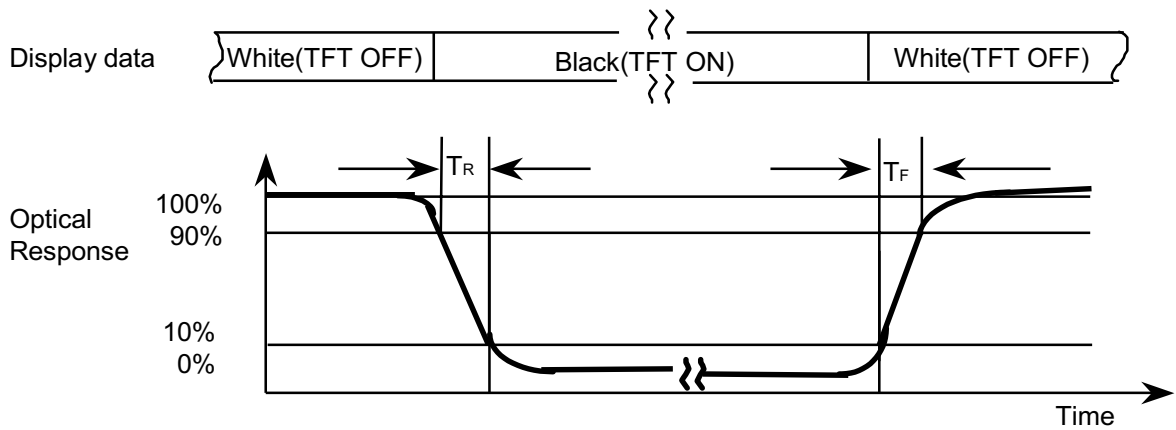 Display data
White(TFT OFF)
Black(TFT ON)
White(TFT OFF)
TR
TF
Optical
Response
100%
90%
10%
0%
Time